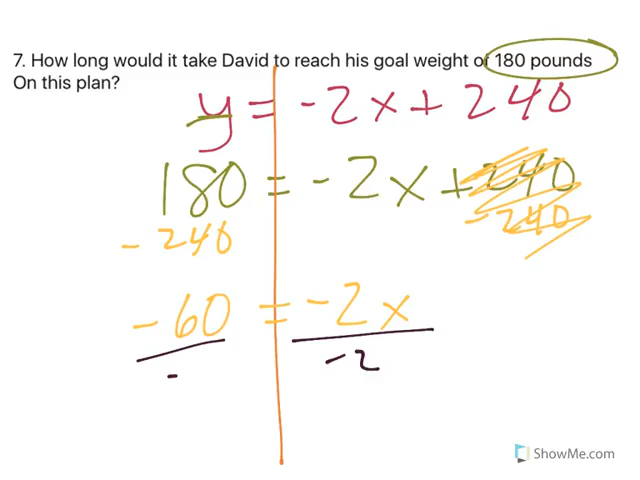 7. How long would it take David to reach his goal weight of 180 pounds
On this plan?
y = -2x + 240
180 = -2x + 240
- 240 - 240
- 60 = -2x
- -2
ShowMe.com